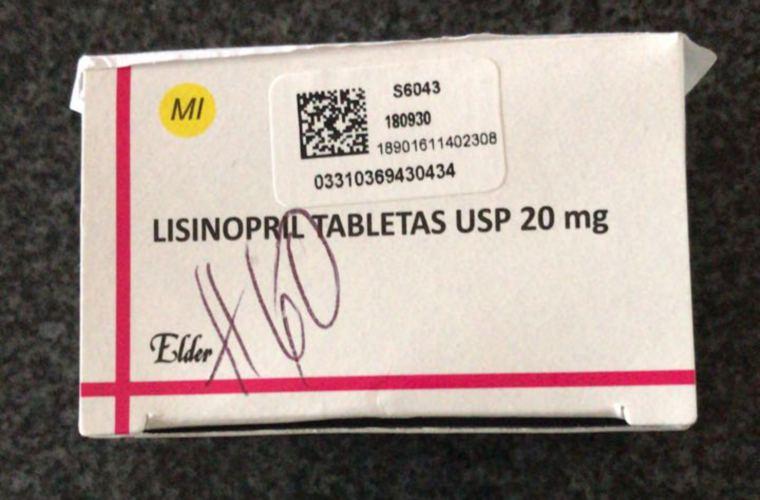 MI
S6043
180930
18901611402308
03310369430434
LISINOPRIL TABLETAS USP 20 mg
#60
Elder